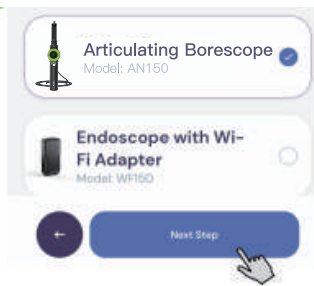 Articulating Borescope
Model: AN150
Endoscope with Wi-
Fi Adapter
Model: WF150
Next Step